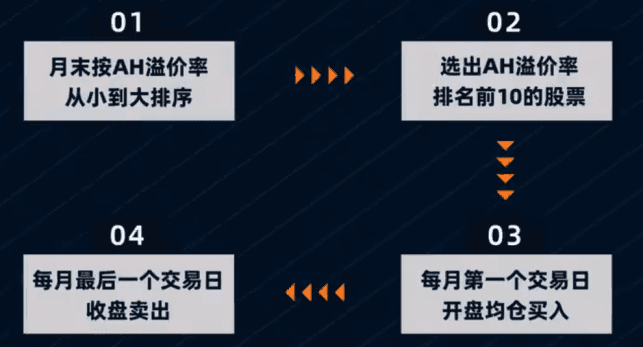 01
月末按AH溢价率
从小到大排序
02
选出AH溢价率
排名前10的股票
03
每月第一个交易日
开盘均仓买入
04
每月最后一个交易日
收盘卖出